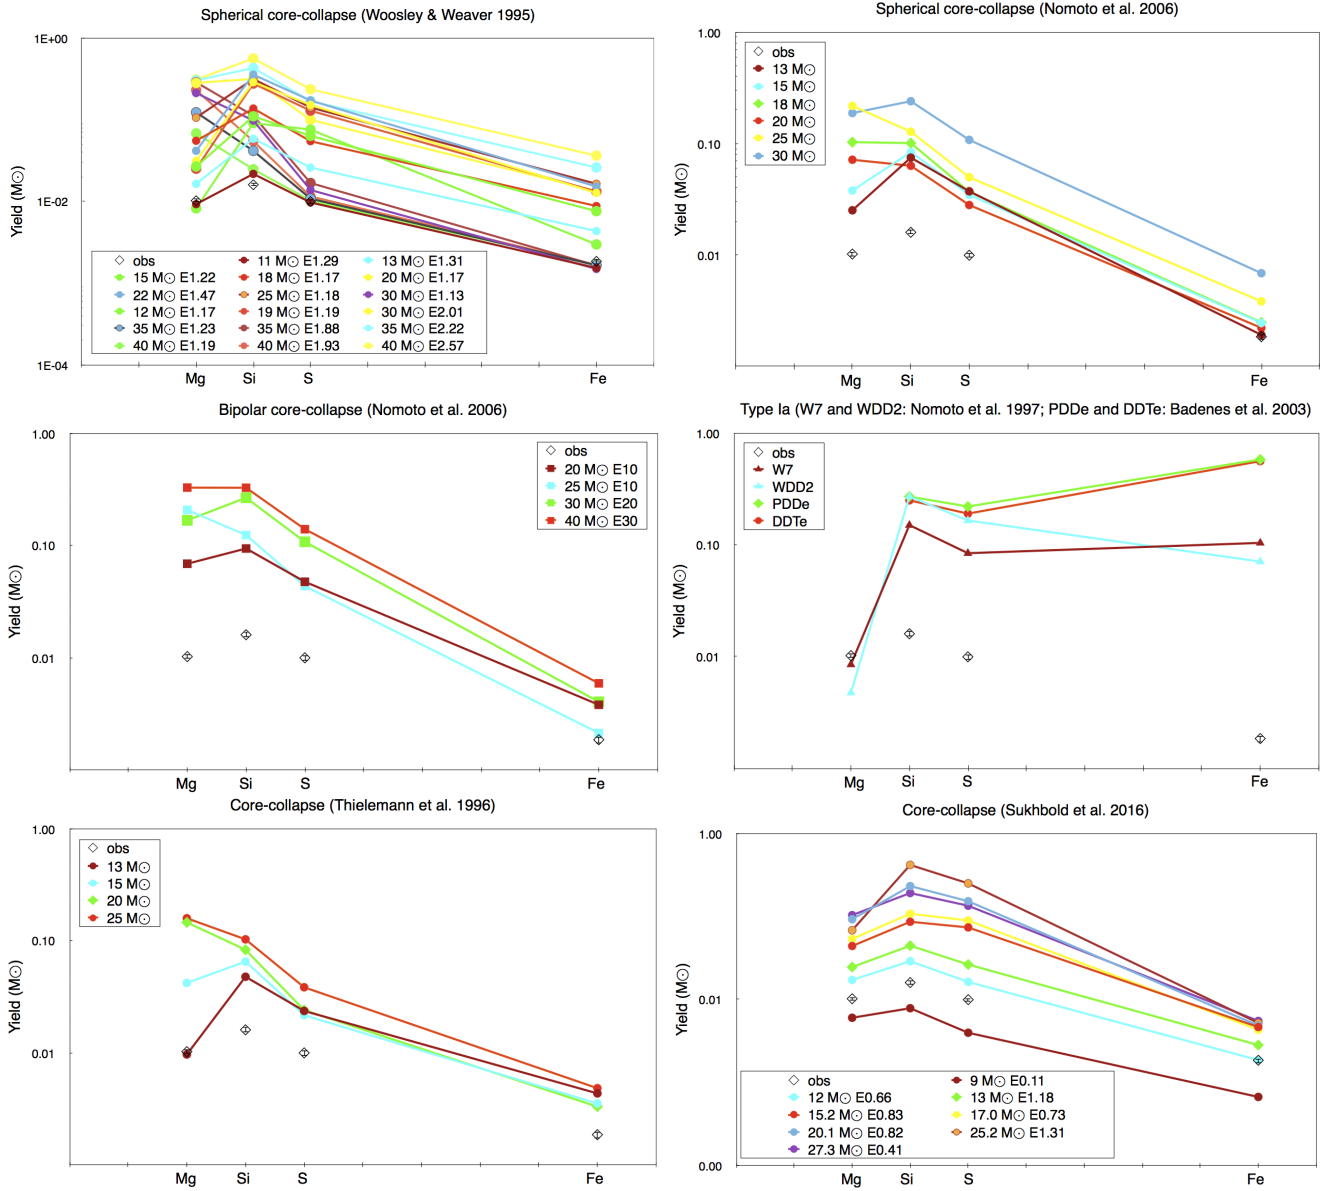 Spherical core-collapse (Woosley & Weaver 1995)
1E+00
1E-02
1E-04
Yield (M⊙)
obs
11 M⊙ E1.29
13 M⊙ E1.31
15 M⊙ E1.22
18 M⊙ E1.17
20 M⊙ E1.17
22 M⊙ E1.47
25 M⊙ E1.18
30 M⊙ E1.13
12 M⊙ E1.17
19 M⊙ E1.19
30 M⊙ E2.01
35 M⊙ E1.23
35 M⊙ E1.88
35 M⊙ E2.22
40 M⊙ E1.19
40 M⊙ E1.93
40 M⊙ E2.57
Mg Si S Fe
Spherical core-collapse (Nomoto et al. 2006)
1.00
0.10
0.01
Yield (M⊙)
obs
13 M⊙
15 M⊙
18 M⊙
20 M⊙
25 M⊙
30 M⊙
Mg Si S Fe
Bipolar core-collapse (Nomoto et al. 2006)
1.00
0.10
0.01
Yield (M⊙)
obs
20 M⊙ E10
25 M⊙ E10
30 M⊙ E20
40 M⊙ E30
Mg Si S Fe
Type Ia (W7 and WDD2: Nomoto et al. 1997; PDDe and DDTe: Badenes et al. 2003)
1.00
0.10
0.01
Yield (M⊙)
obs
W7
WDD2
PDDe
DDTe
Mg Si S Fe
Core-collapse (Thielemann et al. 1996)
1.00
0.10
0.01
Yield (M⊙)
obs
13 M⊙
15 M⊙
20 M⊙
25 M⊙
Mg Si S Fe
Core-collapse (Sukhbold et al. 2016)
1.00
0.01
0.00
Yield (M⊙)
obs
9 M⊙ E0.11
12 M⊙ E0.66
13 M⊙ E1.18
15.2 M⊙ E0.83
17.0 M⊙ E0.73
20.1 M⊙ E0.82
25.2 M⊙ E1.31
27.3 M⊙ E0.41
Mg Si S Fe